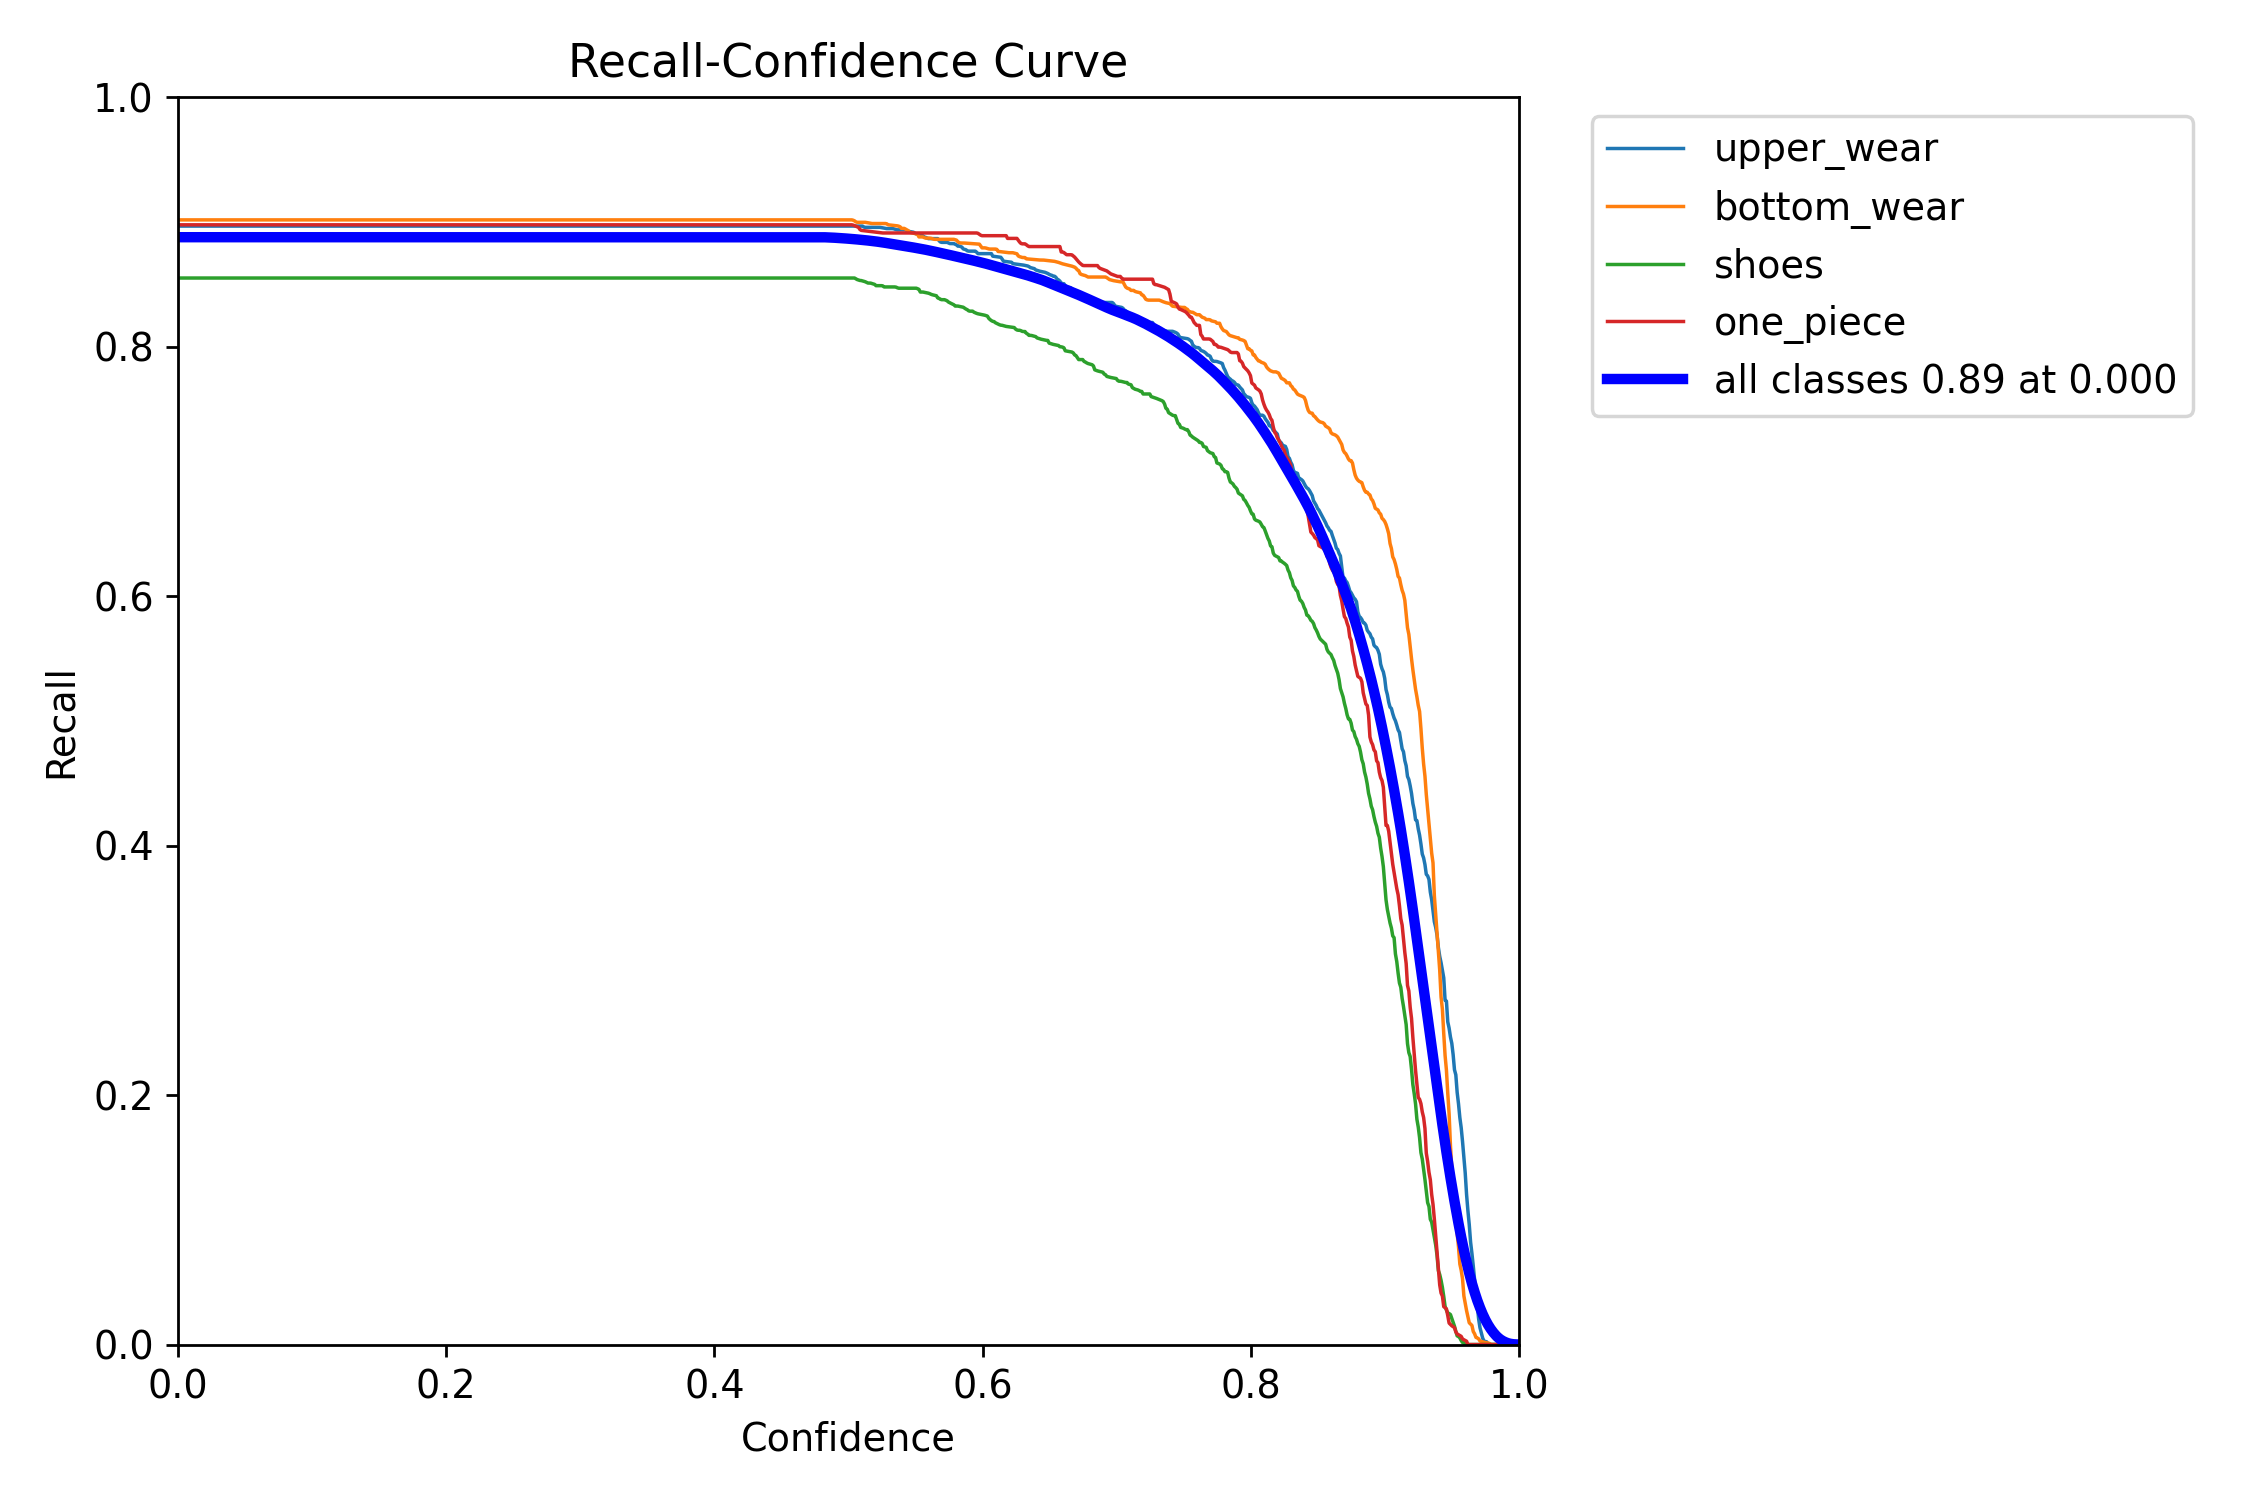 Recall-Confidence Curve
1.0
0.8
0.6
0.4
0.2
0.0
Recall
0.0 0.2 0.4 0.6 0.8 1.0
Confidence
upper_wear
bottom_wear
shoes
one_piece
all classes 0.89 at 0.000